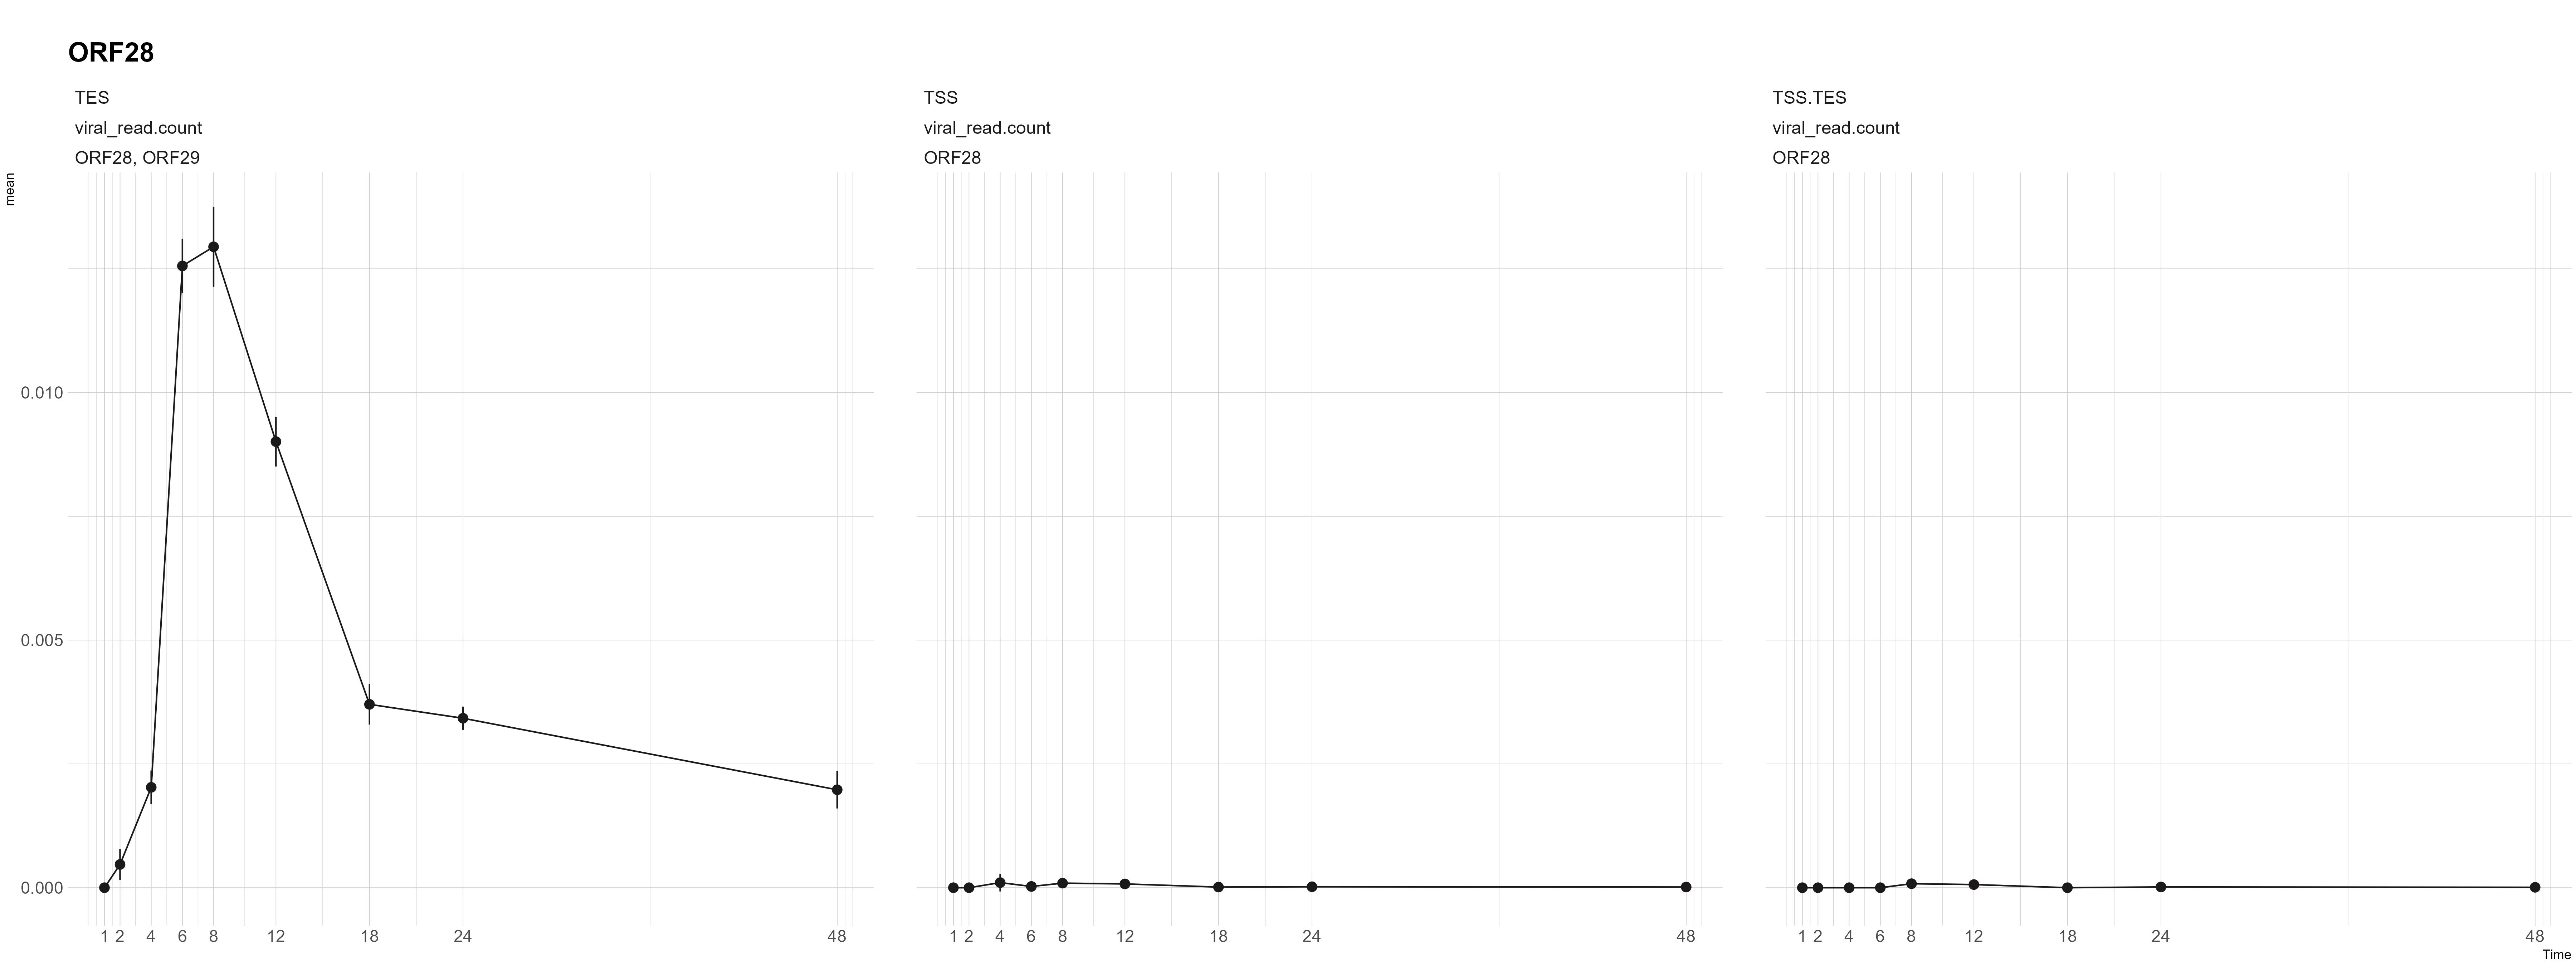 ORF28
TES
viral_read.count
ORF28, ORF29
TSS
viral_read.count
ORF28
TSS.TES
viral_read.count
ORF28
mean
0.010
0.005
0.000
1 2 4 6 8 12 18 24 48
1 2 4 6 8 12 18 24 48
1 2 4 6 8 12 18 24 48
Time